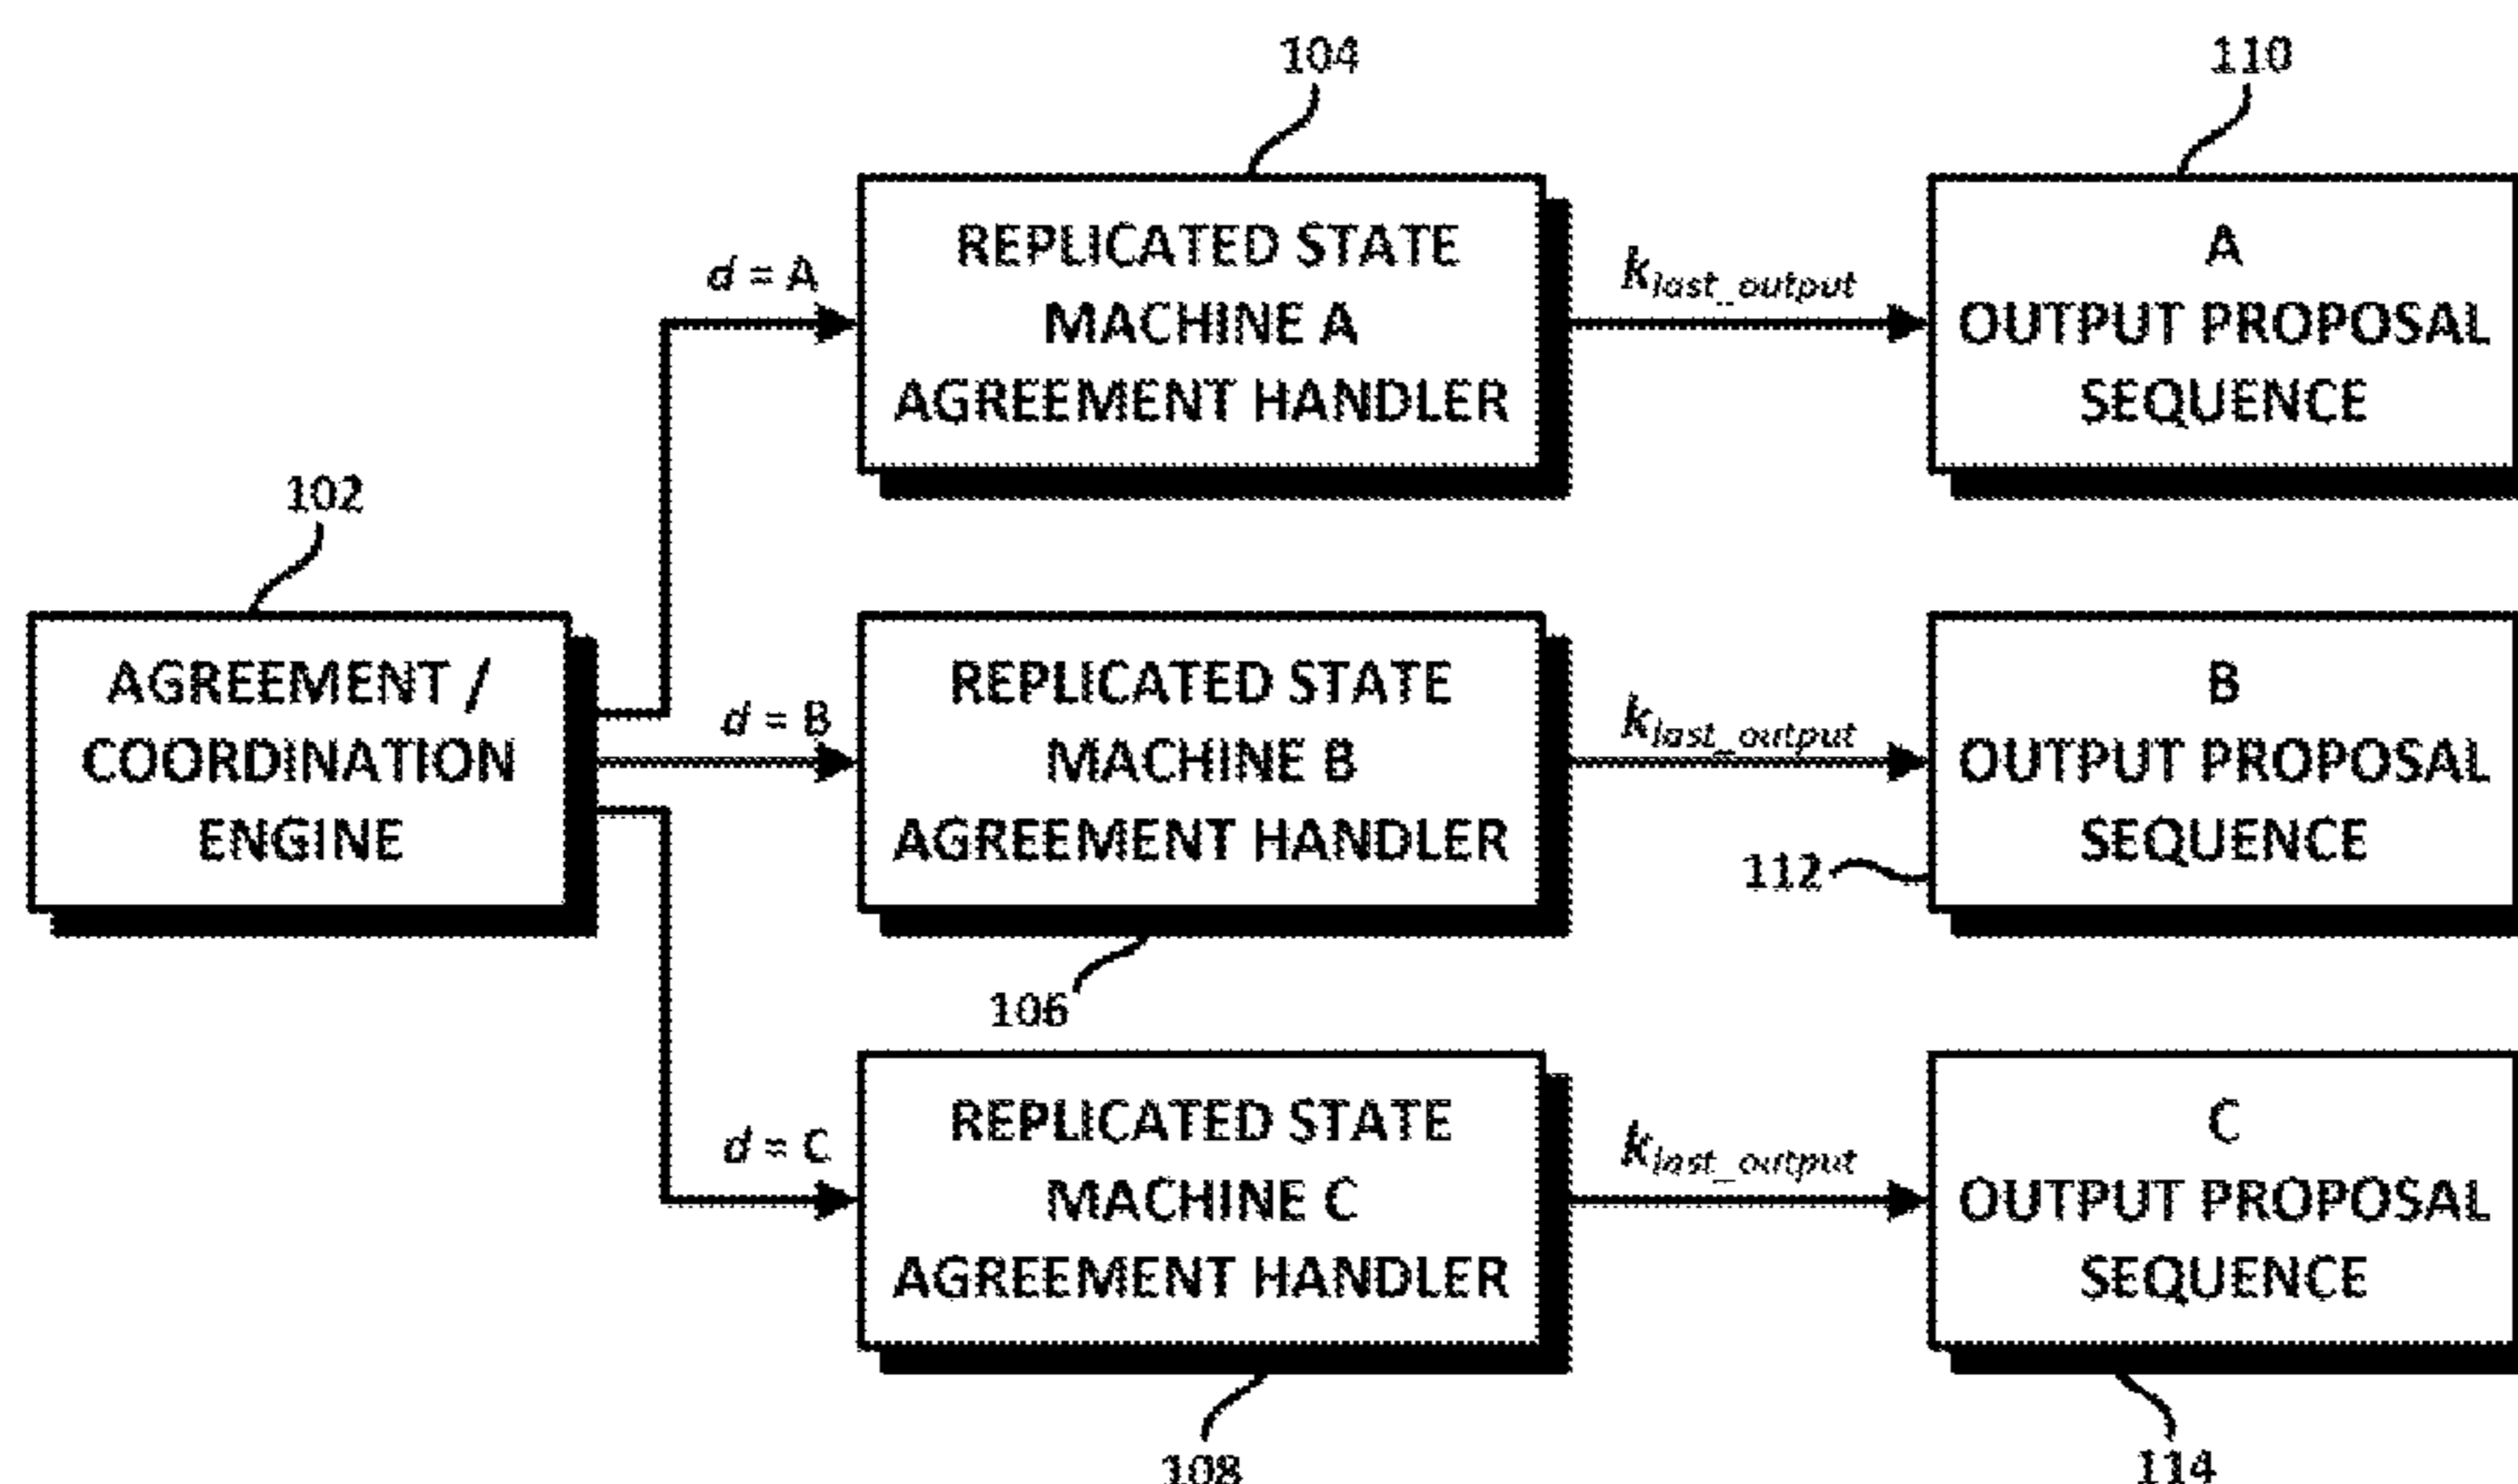 104
110
REPLICATED STATE
MACHINE A
AGREEMENT HANDLER
d = A
k_last_output
A
OUTPUT PROPOSAL
SEQUENCE
102
AGREEMENT /
COORDINATION
ENGINE
d = B
REPLICATED STATE
MACHINE B
AGREEMENT HANDLER
k_last_output
B
OUTPUT PROPOSAL
SEQUENCE
112
106
d = C
REPLICATED STATE
MACHINE C
AGREEMENT HANDLER
k_last_output
C
OUTPUT PROPOSAL
SEQUENCE
108
114